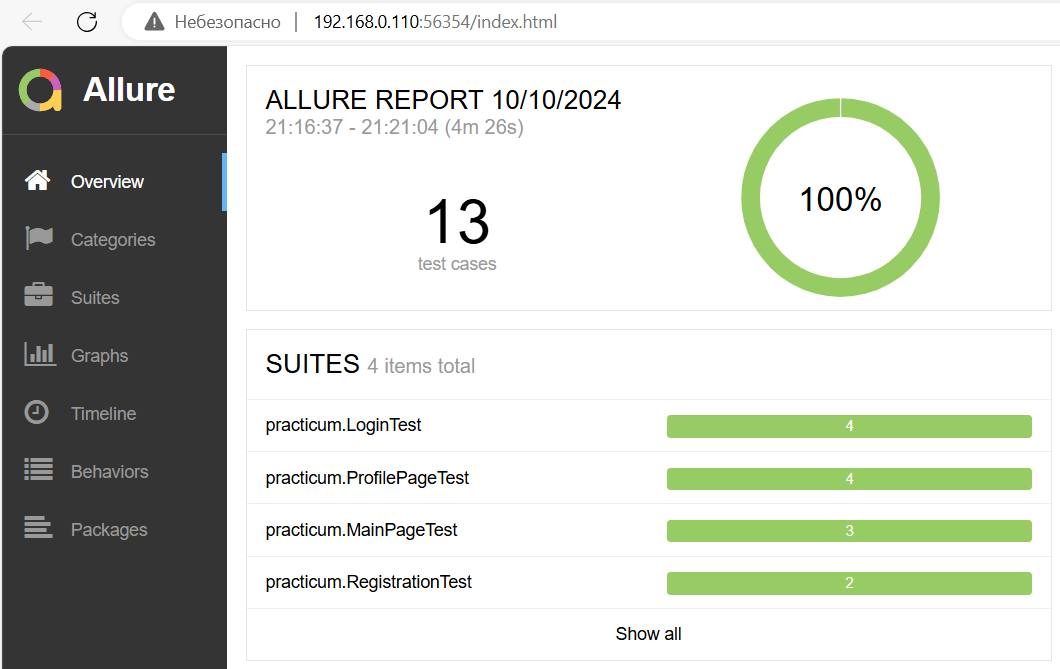 Небезопасно | 192.168.0.110:56354/index.html
Allure
Overview
Categories
Suites
Graphs
Timeline
Behaviors
Packages
ALLURE REPORT 10/10/2024
21:16:37 - 21:21:04 (4m 26s)
13
test cases
100%
SUITES 4 items total
practicum.LoginTest 4
practicum.ProfilePageTest 4
practicum.MainPageTest 3
practicum.RegistrationTest 2
Show all